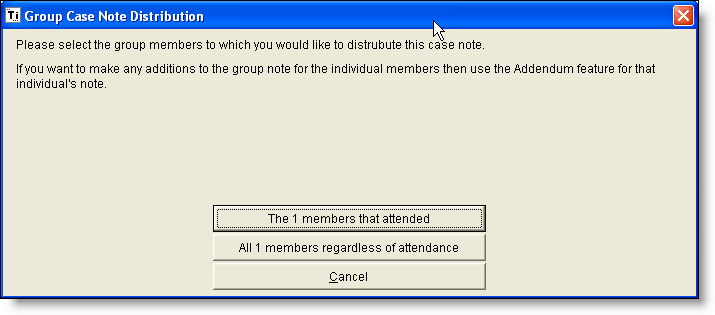 Ti Group Case Note Distribution
Please select the group members to which you would like to distrubute this case note.
If you want to make any additions to the group note for the individual members then use the Addendum feature for that
individual's note.
The 1 members that attended
All 1 members regardless of attendance
Cancel